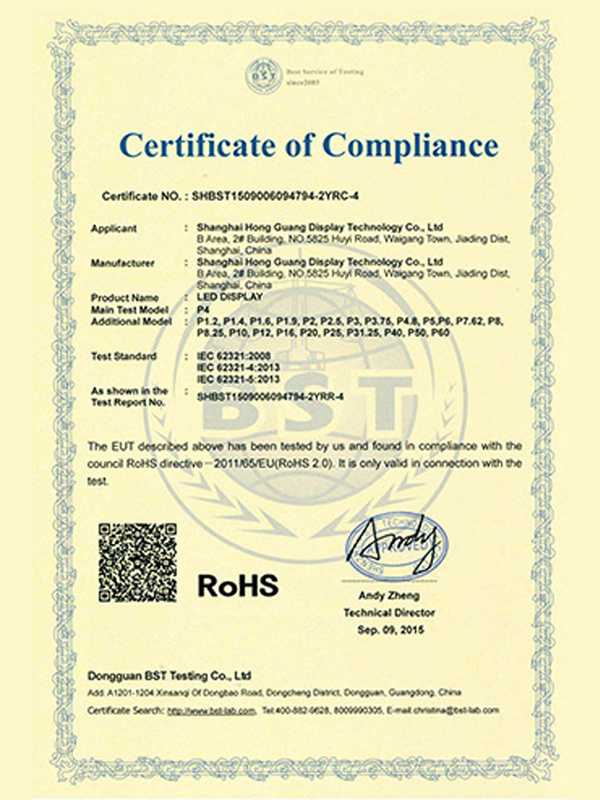 BST
Best Service of Testing
since2003
Certificate of Compliance
Certificate NO. : SHBST1509006094794-2YRC-4
Applicant : Shanghai Hong Guang Display Technology Co., Ltd
B Area, 2# Building, NO.5825 Huyi Road, Waigang Town, Jiading Dist,
Shanghai, China
Manufacturer : Shanghai Hong Guang Display Technology Co., Ltd
B Area, 2# Building, NO.5825 Huyi Road, Waigang Town, Jiading Dist,
Shanghai, China
Product Name : LED DISPLAY
Main Test Model : P4
Additional Model : P1.2, P1.4, P1.6, P1.9, P2, P2.5, P3, P3.75, P4.8, P5,P6, P7.62, P8,
P8.25, P10, P12, P16, P20, P25, P31.25, P40, P50, P60
Test Standard : IEC 62321:2008
IEC 62321-4:2013
IEC 62321-5:2013
As shown in the
Test Report No. : SHBST1509006094794-2YRR-4
BST
The EUT described above has been tested by us and found in compliance with the
council RoHS directive—2011/65/EU(RoHS 2.0). It is only valid in connection with the
test.
RoHS
Andy
APPROVED
Andy Zheng
Technical Director
Sep. 09, 2015
Dongguan BST Testing Co., Ltd
Add: A1201-1204 Xinsanqi Of Dongbao Road, Dongcheng District, Dongguan, Guangdong, China
Certificate Search: http://www.bst-lab.com, Tel:400-882-9628, 8009990305, E-mail:christina@bst-lab.com